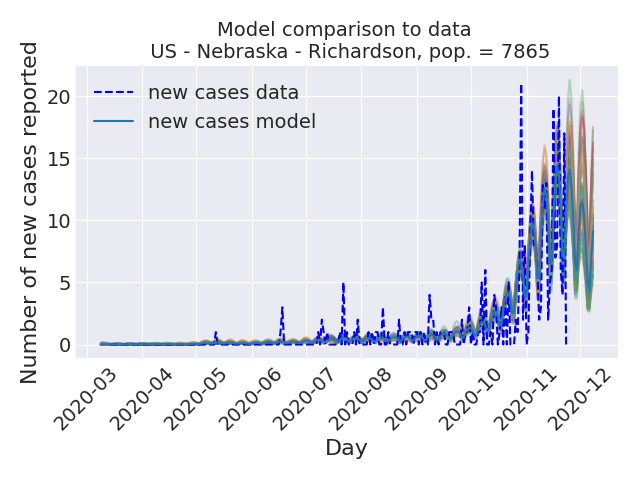 Model comparison to data
US - Nebraska - Richardson, pop. = 7865
Number of new cases reported
20
15
10
5
0
new cases data
new cases model
2020-03
2020-04
2020-05
2020-06
2020-07
2020-08
2020-09
2020-10
2020-11
2020-12
Day